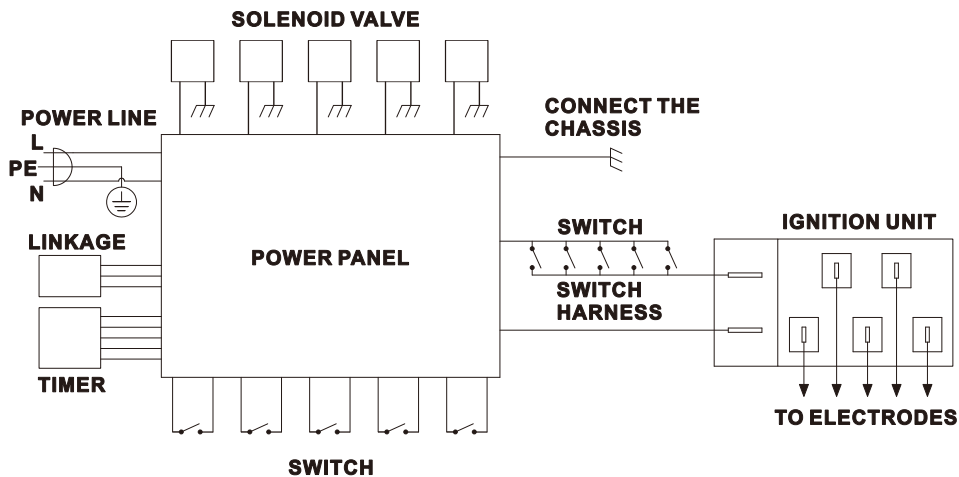 SOLENOID VALVE
POWER LINE
L
PE
N
CONNECT THE
CHASSIS
LINKAGE
POWER PANEL
SWITCH
SWITCH
HARNESS
IGNITION UNIT
TIMER
TO ELECTRODES
SWITCH